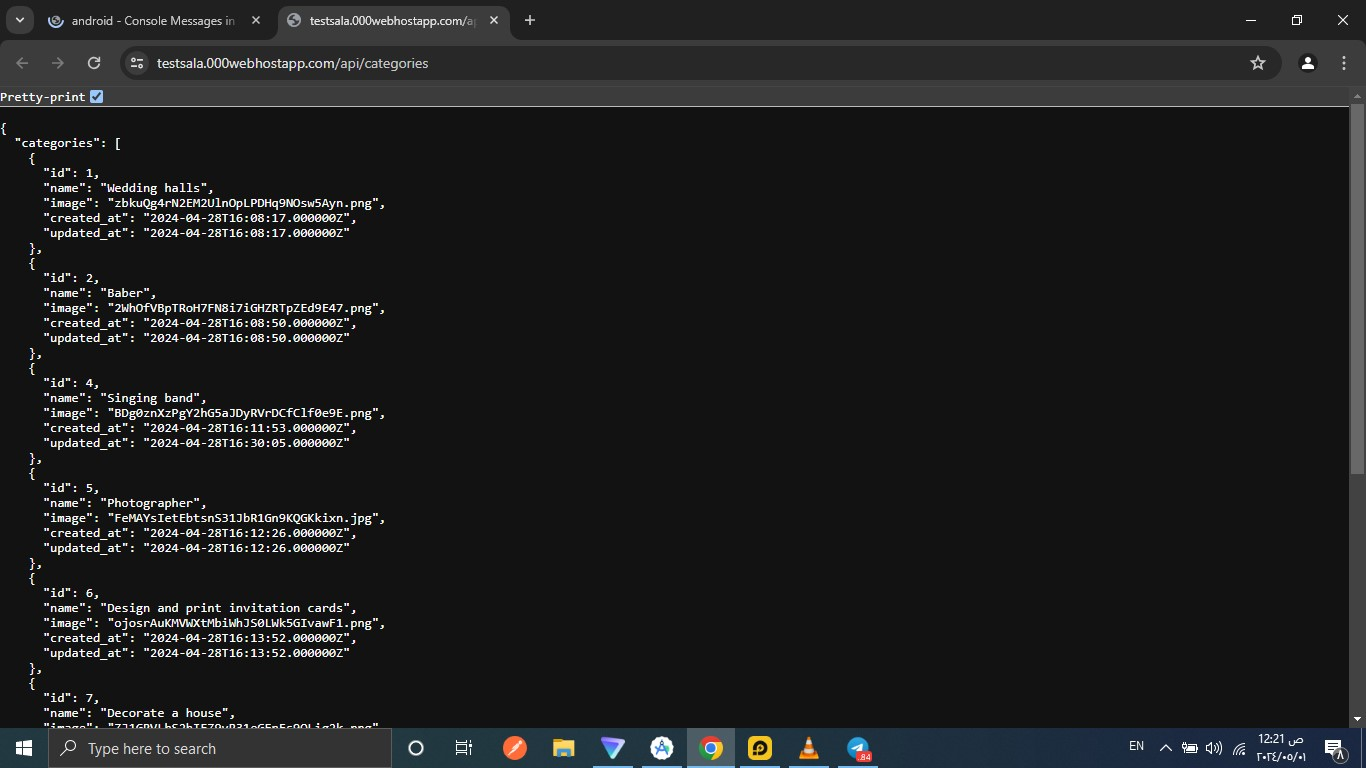 android - Console Messages in
testsala.000webhostapp.com/ap
testsala.000webhostapp.com/api/categories
Pretty-print
{
  "categories": [
    {
      "id": 1,
      "name": "Wedding halls",
      "image": "zbkuQg4rN2EM2UlnOpLPDHq9NOsw5Ayn.png",
      "created_at": "2024-04-28T16:08:17.000000Z",
      "updated_at": "2024-04-28T16:08:17.000000Z"
    },
    {
      "id": 2,
      "name": "Baber",
      "image": "2WhOfVBpTRoH7FN8i7iGHZRTpZEd9E47.png",
      "created_at": "2024-04-28T16:08:50.000000Z",
      "updated_at": "2024-04-28T16:08:50.000000Z"
    },
    {
      "id": 4,
      "name": "Singing band",
      "image": "BDg0znXzPgY2hG5aJDyRVrDCfClf0e9E.png",
      "created_at": "2024-04-28T16:11:53.000000Z",
      "updated_at": "2024-04-28T16:30:05.000000Z"
    },
    {
      "id": 5,
      "name": "Photographer",
      "image": "FeMAYsIetEbtsnS31JbR1Gn9KQGKkixn.jpg",
      "created_at": "2024-04-28T16:12:26.000000Z",
      "updated_at": "2024-04-28T16:12:26.000000Z"
    },
    {
      "id": 6,
      "name": "Design and print invitation cards",
      "image": "ojosrAuKMVWXtMbiWhJS0LWk5GIvawF1.png",
      "created_at": "2024-04-28T16:13:52.000000Z",
      "updated_at": "2024-04-28T16:13:52.000000Z"
    },
    {
      "id": 7,
      "name": "Decorate a house",
Type here to search
84
EN
12:21 ص
٢٠٢٤/٠٥/٠١
٨